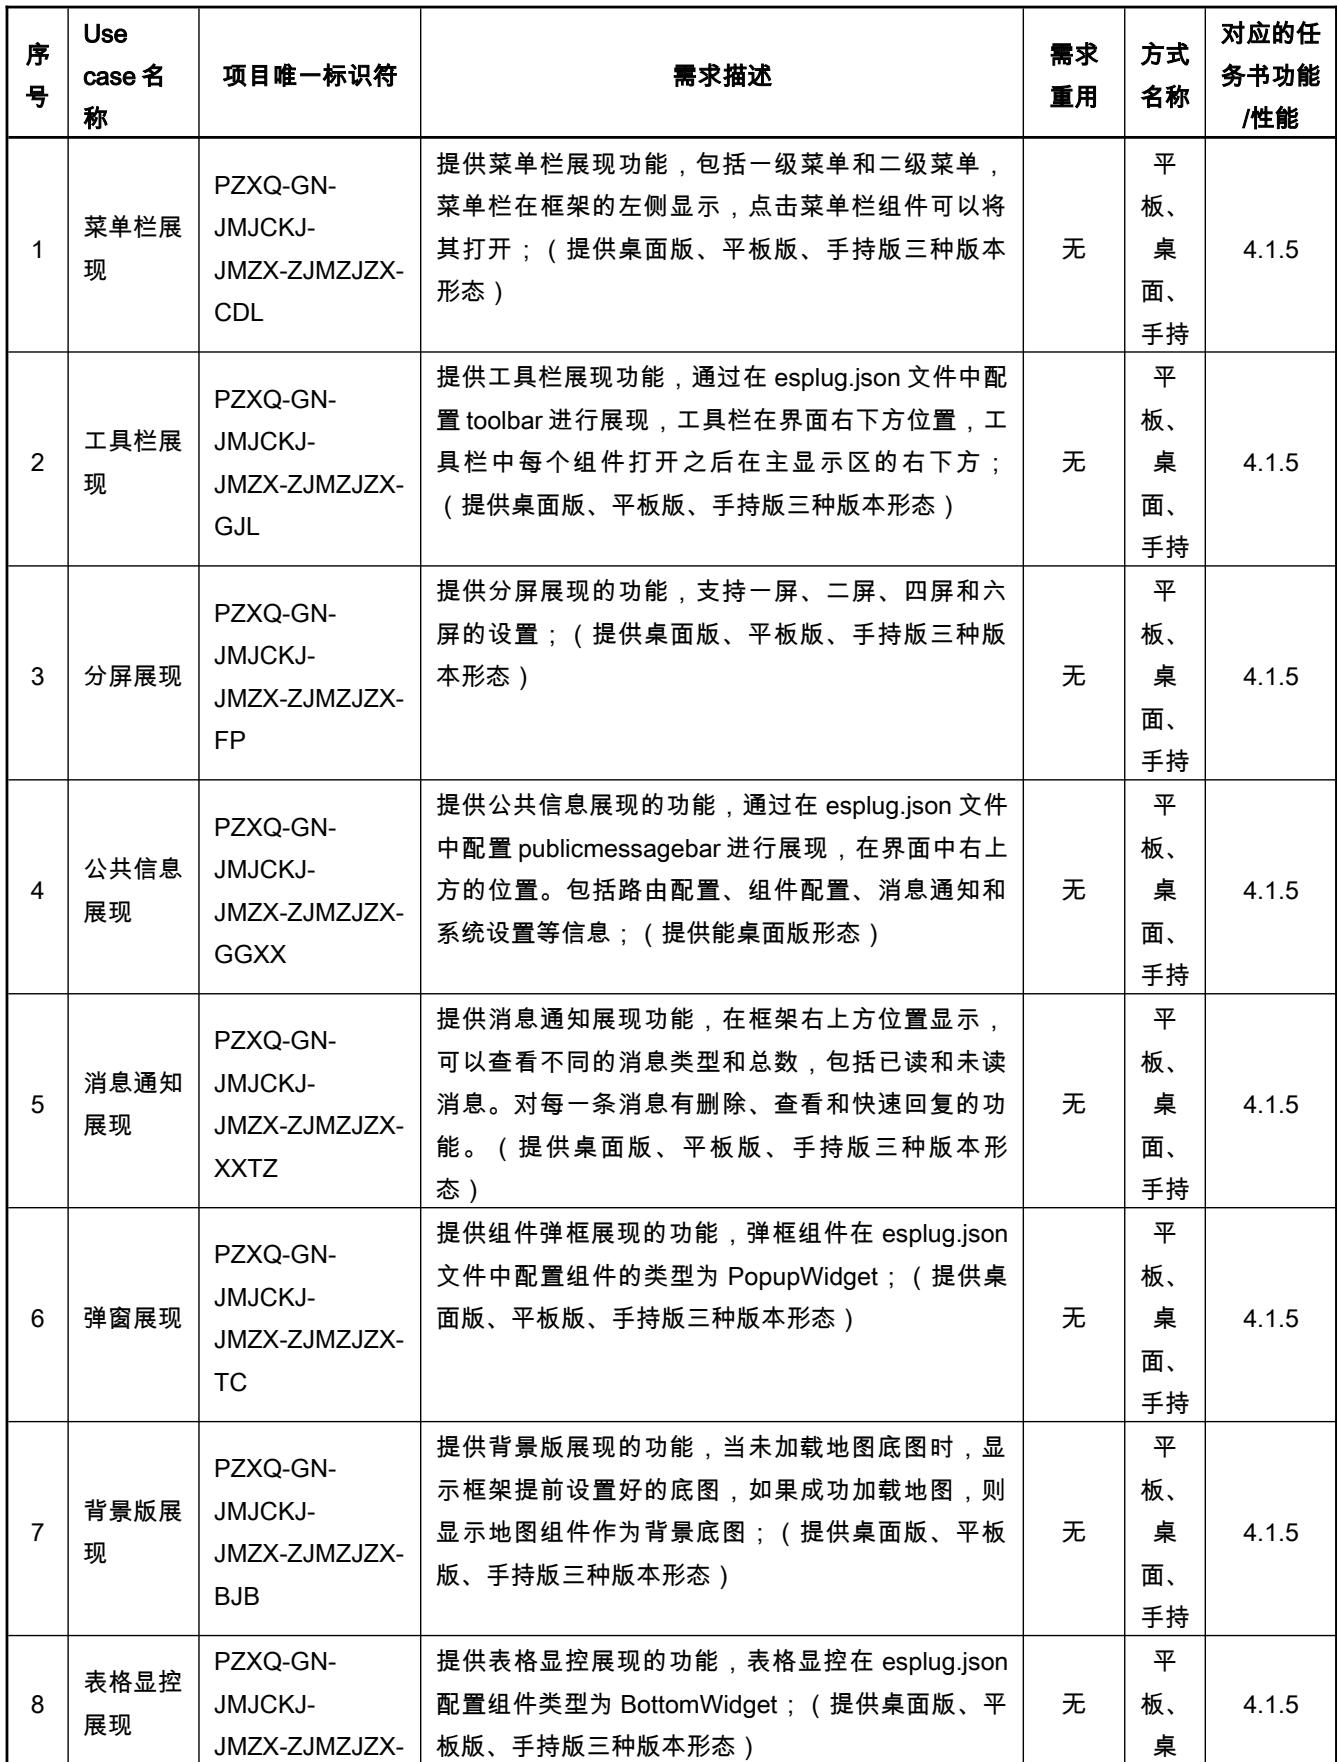 序号
Use case 名称
项目唯一标识符
需求描述
需求重用
方式名称
对应的任务书功能/性能
1
菜单栏展
现
PZXQ-GN-
JMJCKJ-
JMZX-ZJMZJZX-
CDL
提供菜单栏展现功能，包括一级菜单和二级菜单，
菜单栏在框架的左侧显示，点击菜单栏组件可以将
其打开；（提供桌面版、平板版、手持版三种版本
形态）
无
平
板、
桌
面、
手持
4.1.5
2
工具栏展
现
PZXQ-GN-
JMJCKJ-
JMZX-ZJMZJZX-
GJL
提供工具栏展现功能，通过在 esplug.json 文件中配
置 toolbar 进行展现，工具栏在界面右下方位置，工
具栏中每个组件打开之后在主显示区的右下方；
（提供桌面版、平板版、手持版三种版本形态）
无
平
板、
桌
面、
手持
4.1.5
3
分屏展现
PZXQ-GN-
JMJCKJ-
JMZX-ZJMZJZX-
FP
提供分屏展现的功能，支持一屏、二屏、四屏和六
屏的设置；（提供桌面版、平板版、手持版三种版
本形态）
无
平
板、
桌
面、
手持
4.1.5
4
公共信息
展现
PZXQ-GN-
JMJCKJ-
JMZX-ZJMZJZX-
GGXX
提供公共信息展现的功能，通过在 esplug.json 文件
中配置 publicmessagebar 进行展现，在界面中右上
方的位置。包括路由配置、组件配置、消息通知和
系统设置等信息；（提供能桌面版形态）
无
平
板、
桌
面、
手持
4.1.5
5
消息通知
展现
PZXQ-GN-
JMJCKJ-
JMZX-ZJMZJZX-
XXTZ
提供消息通知展现功能，在框架右上方位置显示，
可以查看不同的消息类型和总数，包括已读和未读
消息。对每一条消息有删除、查看和快速回复的功
能。（提供桌面版、平板版、手持版三种版本形
态）
无
平
板、
桌
面、
手持
4.1.5
6
弹窗展现
PZXQ-GN-
JMJCKJ-
JMZX-ZJMZJZX-
TC
提供组件弹框展现的功能，弹框组件在 esplug.json
文件中配置组件的类型为 PopupWidget；（提供桌
面版、平板版、手持版三种版本形态）
无
平
板、
桌
面、
手持
4.1.5
7
背景版展
现
PZXQ-GN-
JMJCKJ-
JMZX-ZJMZJZX-
BJB
提供背景版展现的功能，当未加载地图底图时，显
示框架提前设置好的底图，如果成功加载地图，则
显示地图组件作为背景底图；（提供桌面版、平板
版、手持版三种版本形态）
无
平
板、
桌
面、
手持
4.1.5
8
表格显控
展现
PZXQ-GN-
JMJCKJ-
JMZX-ZJMZJZX-
提供表格显控展现的功能，表格显控在 esplug.json
配置组件类型为 BottomWidget；（提供桌面版、平
板版、手持版三种版本形态）
无
平
板、
桌
4.1.5